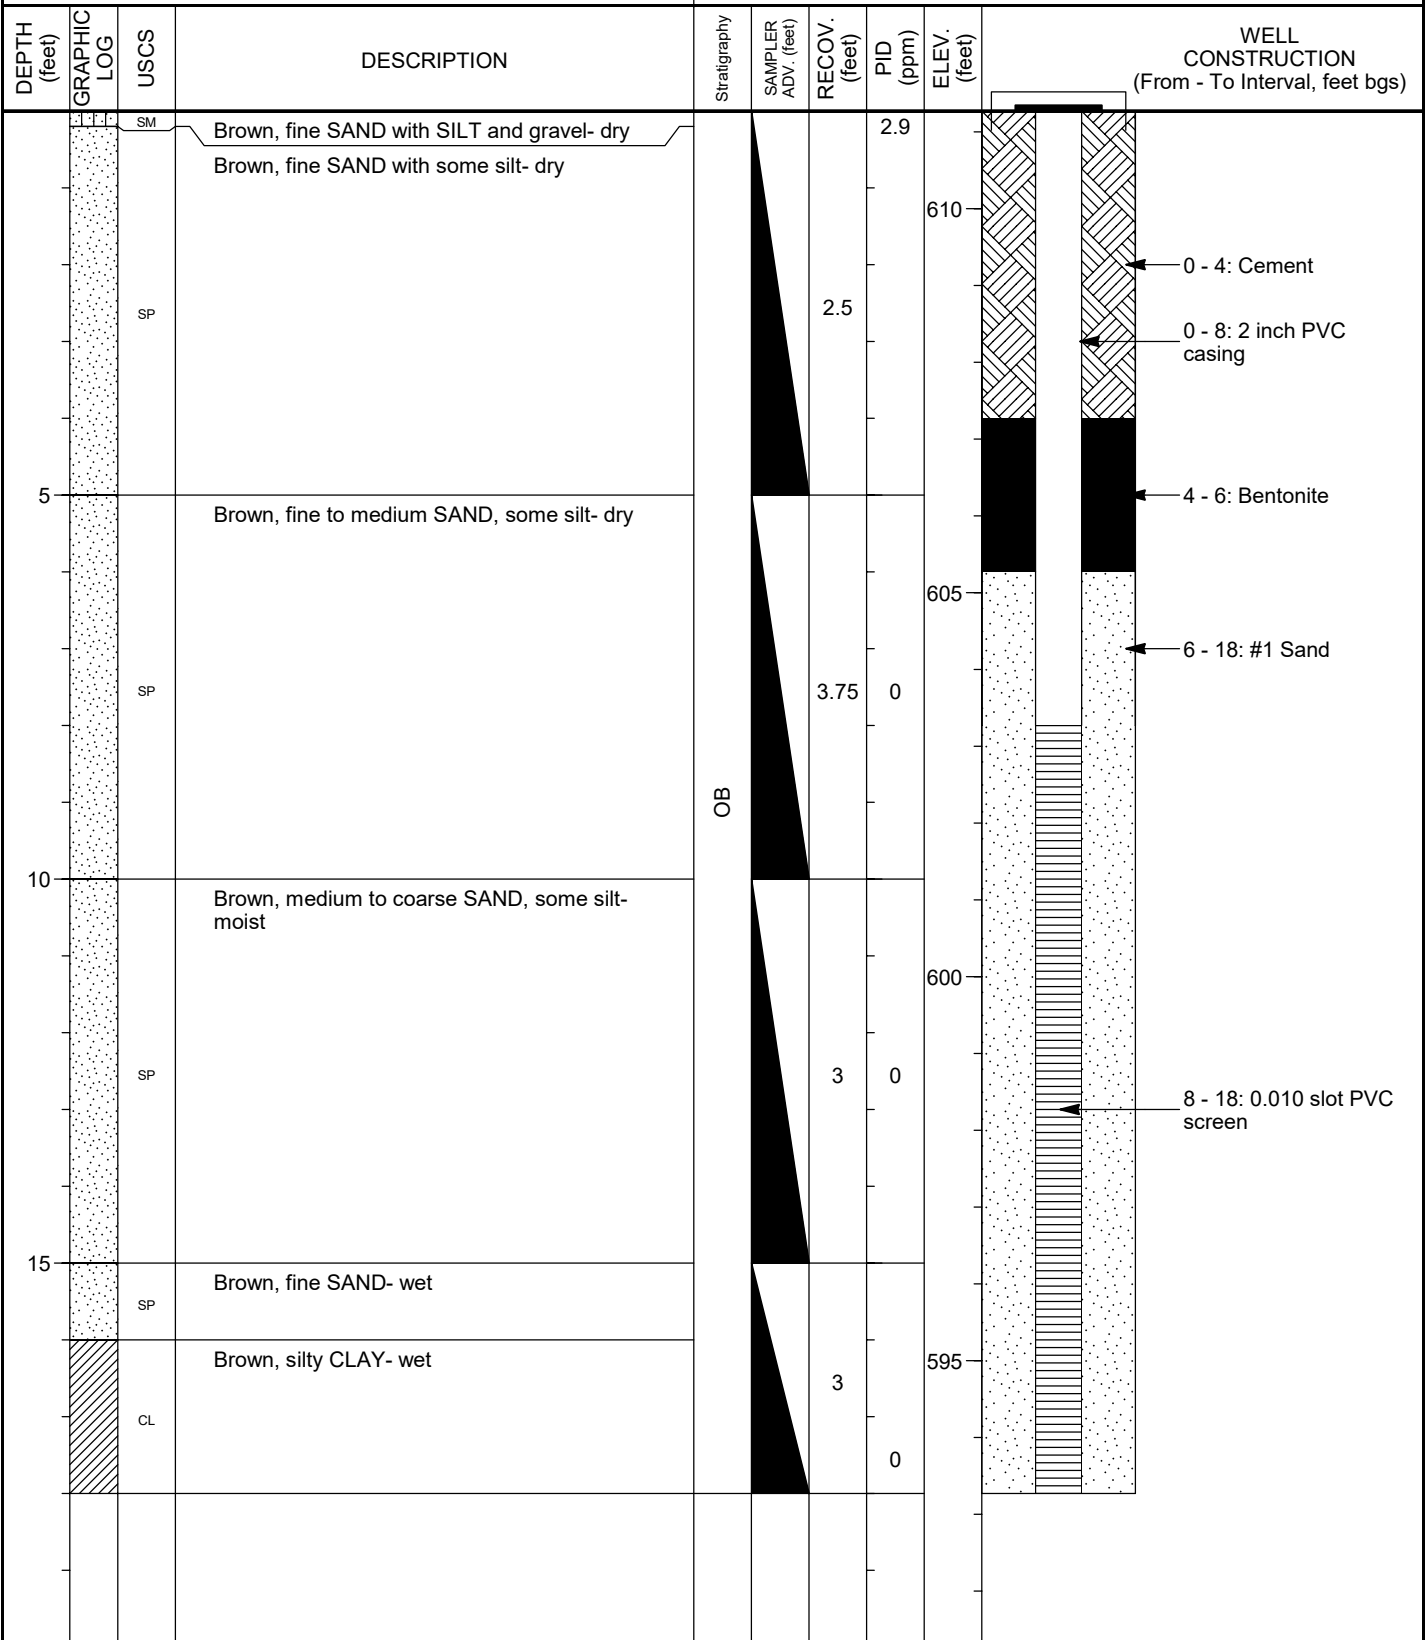 DEPTH
(feet)
GRAPHIC
LOG
USCS
DESCRIPTION
Stratigraphy
SAMPLER
ADV. (feet)
RECOV.
(feet)
PID
(ppm)
ELEV.
(feet)
WELL
CONSTRUCTION
(From - To Interval, feet bgs)
SM
Brown, fine SAND with SILT and gravel- dry
2.9
Brown, fine SAND with some silt- dry
610
0 - 4: Cement
SP
2.5
0 - 8: 2 inch PVC
casing
5
Brown, fine to medium SAND, some silt- dry
4 - 6: Bentonite
605
6 - 18: #1 Sand
SP
3.75
0
OB
10
Brown, medium to coarse SAND, some silt-
moist
600
SP
3
0
8 - 18: 0.010 slot PVC
screen
15
Brown, fine SAND- wet
SP
Brown, silty CLAY- wet
595
3
CL
0